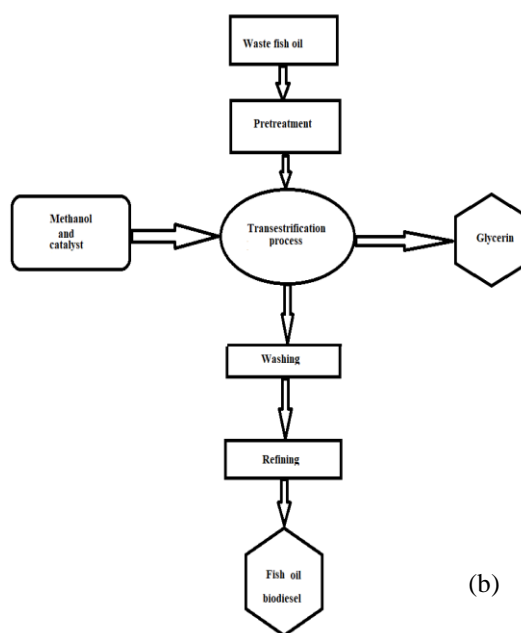 Waste fish oil
Pretreatment
Methanol
and
catalyst
Transestrification
process
Glycerin
Washing
Refining
Fish oil
biodiesel
(b)